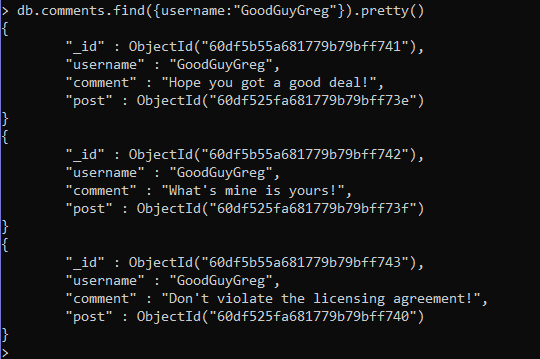 > db.comments.find({username:"GoodGuyGreg"}).pretty()
{
"_id" : ObjectId("60df5b55a681779b79bff741"),
"username" : "GoodGuyGreg",
"comment" : "Hope you got a good deal!",
"post" : ObjectId("60df525fa681779b79bff73e")
}
{
"_id" : ObjectId("60df5b55a681779b79bff742"),
"username" : "GoodGuyGreg",
"comment" : "What's mine is yours!",
"post" : ObjectId("60df525fa681779b79bff73f")
}
{
"_id" : ObjectId("60df5b55a681779b79bff743"),
"username" : "GoodGuyGreg",
"comment" : "Don't violate the licensing agreement!",
"post" : ObjectId("60df525fa681779b79bff740")
}
>